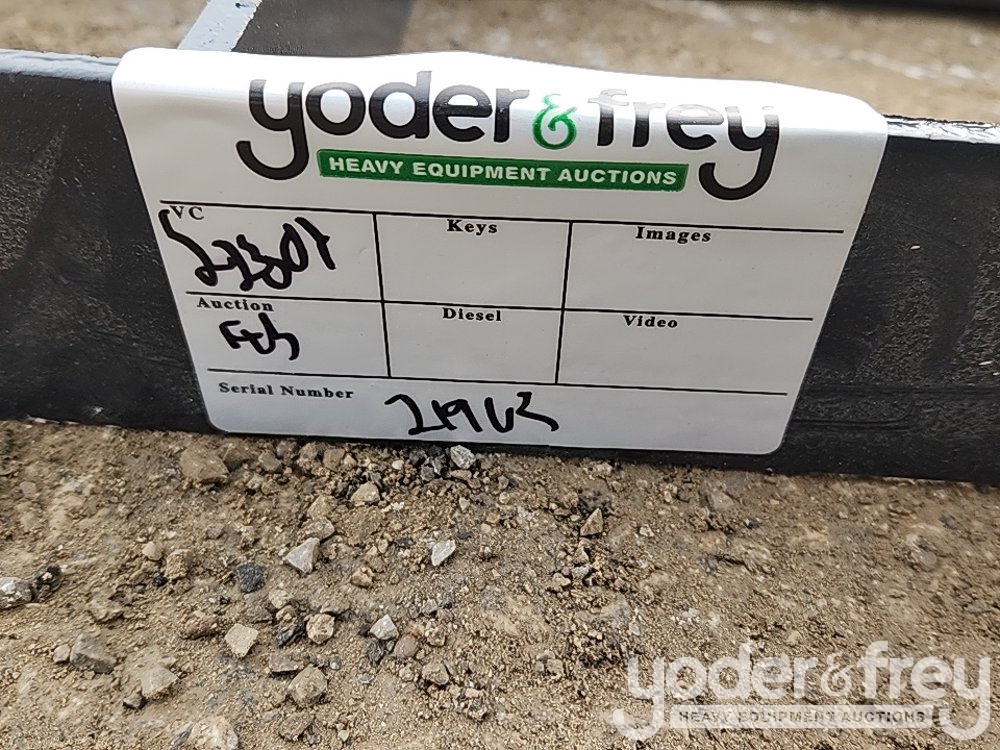 yoder & frey
HEAVY EQUIPMENT AUCTIONS
VC Keys Images
Auction Diesel Video
Feb
Serial Number
yoder & frey
HEAVY EQUIPMENT AUCTIONS